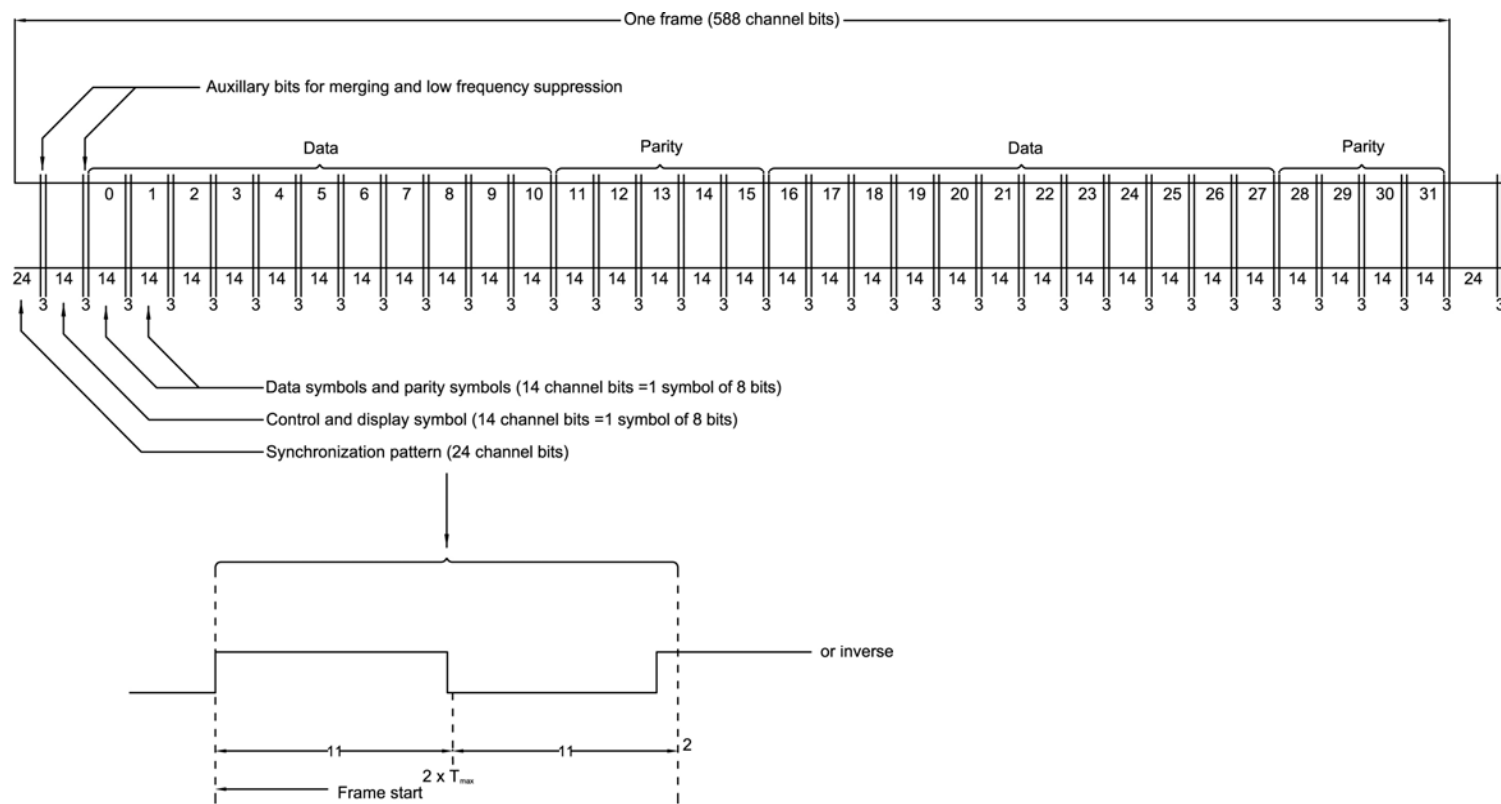 One frame (588 channel bits)
Auxillary bits for merging and low frequency suppression
Data Parity Data Parity
0 1 2 3 4 5 6 7 8 9 10 11 12 13 14 15 16 17 18 19 20 21 22 23 24 25 26 27 28 29 30 31
24 14 14 14 14 14 14 14 14 14 14 14 14 14 14 14 14 14 14 14 14 14 14 14 14 14 14 14 14 14 14 14 14 14 24
3 3 3 3 3 3 3 3 3 3 3 3 3 3 3 3 3 3 3 3 3 3 3 3 3 3 3 3 3 3 3 3 3 3 3
Data symbols and parity symbols (14 channel bits =1 symbol of 8 bits)
Control and display symbol (14 channel bits =1 symbol of 8 bits)
Synchronization pattern (24 channel bits)
or inverse
11 11 2
2 x Tmax
Frame start